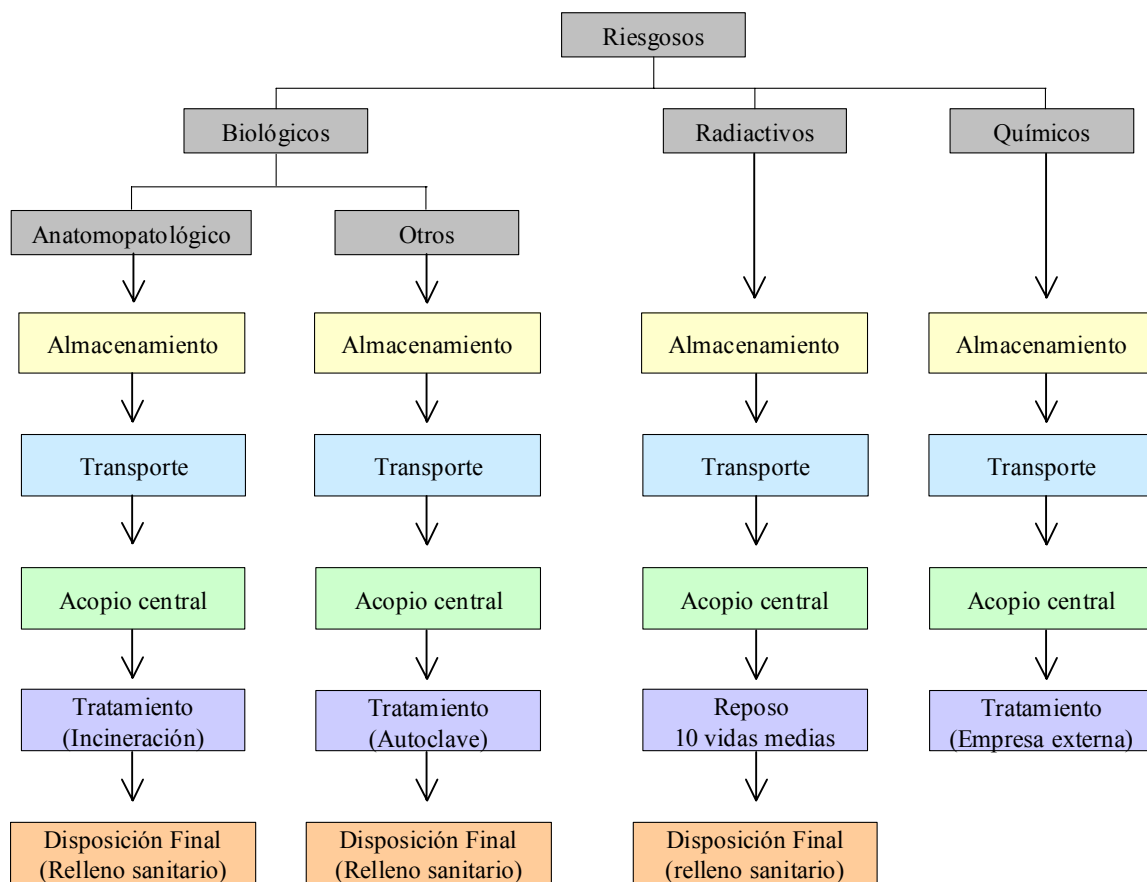 Riesgosos
Biológicos
Radiactivos
Químicos
Anatomopatológico
Otros
Almacenamiento
Almacenamiento
Almacenamiento
Almacenamiento
Transporte
Transporte
Transporte
Transporte
Acopio central
Acopio central
Acopio central
Acopio central
Tratamiento
(Incineración)
Tratamiento
(Autoclave)
Reposo
10 vidas medias
Tratamiento
(Empresa externa)
Disposición Final
(Relleno sanitario)
Disposición Final
(Relleno sanitario)
Disposición Final
(relleno sanitario)